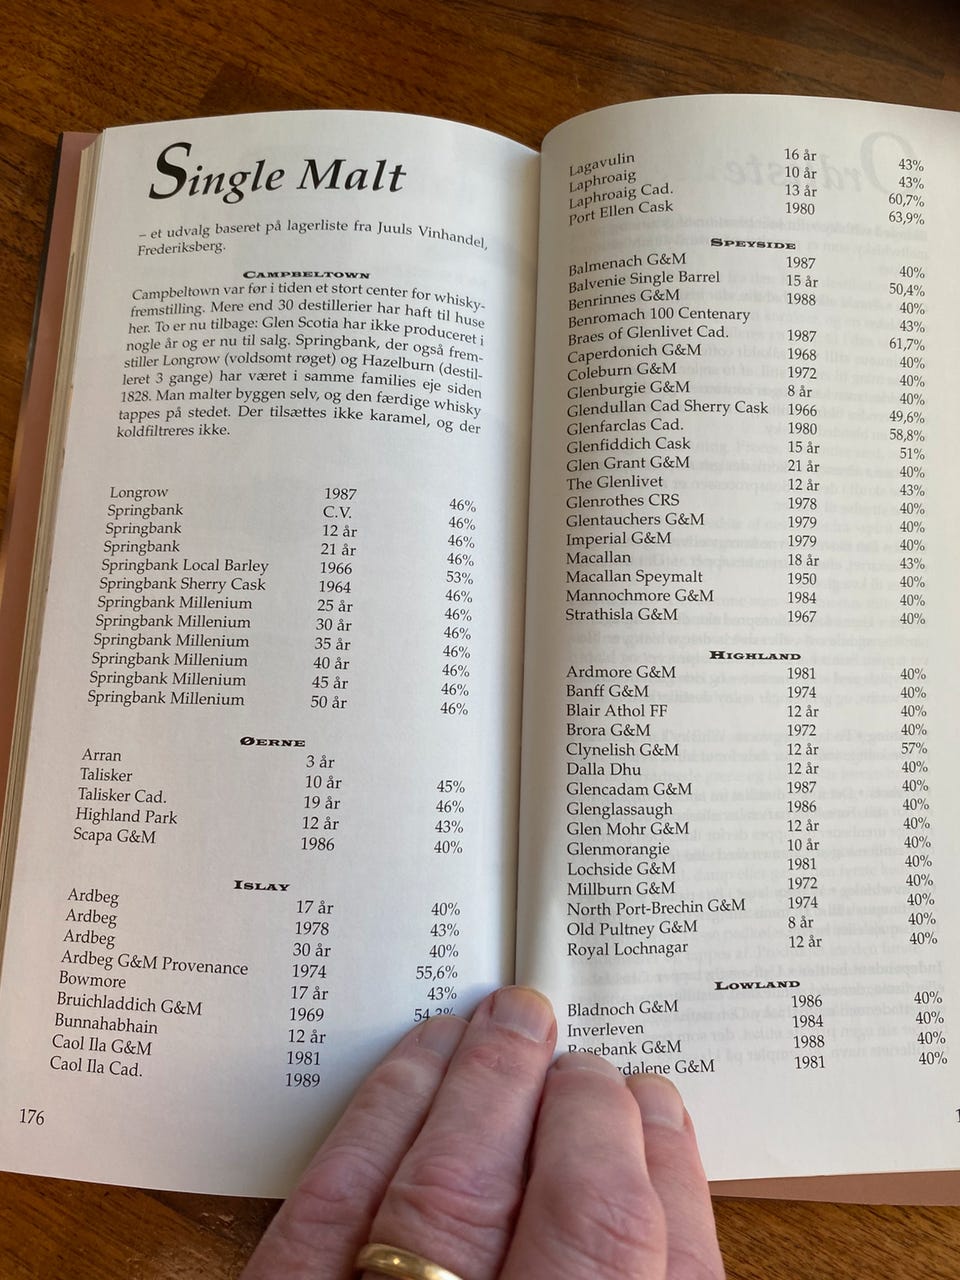 Single Malt
– et udvalg baseret på lagerliste fra Juuls Vinhandel,
Frederiksberg.
CAMPBELTOWN
Campbeltown var før i tiden et stort center for whisky-
fremstilling. Mere end 30 destillerier har haft til huse
her. To er nu tilbage: Glen Scotia har ikke produceret i
nogle år og er nu til salg. Springbank, der også frem-
stiller Longrow (voldsomt røget) og Hazelburn (destil-
leret 3 gange) har været i samme families eje siden
1828. Man malter byggen selv, og den færdige whisky
tappes på stedet. Der tilsættes ikke karamel, og der
koldfiltreres ikke.
Longrow 1987 46%
Springbank C.V. 46%
Springbank 12 år 46%
Springbank 21 år 46%
Springbank Local Barley 1966 53%
Springbank Sherry Cask 1964 46%
Springbank Millenium 25 år 46%
Springbank Millenium 30 år 46%
Springbank Millenium 35 år 46%
Springbank Millenium 40 år 46%
Springbank Millenium 45 år 46%
Springbank Millenium 50 år 46%
ØERNE
Arran 3 år
Talisker 10 år 45%
Talisker Cad. 19 år 46%
Highland Park 12 år 43%
Scapa G&M 1986 40%
ISLAY
Ardbeg 17 år 40%
Ardbeg 1978 43%
Ardbeg 30 år 40%
Ardbeg G&M Provenance 1974 55,6%
Bowmore 17 år 43%
Bruichladdich G&M 1969
Bunnahabhain 12 år
Caol Ila G&M 1981
Caol Ila Cad. 1989
176
Lagavulin 16 år 43%
Laphroaig 10 år 43%
Laphroaig Cad. 13 år 60,7%
Port Ellen Cask 1980 63,9%
SPEYSIDE
Balmenach G&M 1987 40%
Balvenie Single Barrel 15 år 50,4%
Benrinnes G&M 1988 40%
Benromach 100 Centenary 43%
Braes of Glenlivet Cad. 1987 61,7%
Caperdonich G&M 1968 40%
Coleburn G&M 1972 40%
Glenburgie G&M 8 år 40%
Glendullan Cad Sherry Cask 1966 49,6%
Glenfarclas Cad. 1980 58,8%
Glenfiddich Cask 15 år 51%
Glen Grant G&M 21 år 40%
The Glenlivet 12 år 43%
Glenrothes CRS 1978 40%
Glentauchers G&M 1979 40%
Imperial G&M 1979 40%
Macallan 18 år 43%
Macallan Speymalt 1950 40%
Mannochmore G&M 1984 40%
Strathisla G&M 1967 40%
HIGHLAND
Ardmore G&M 1981 40%
Banff G&M 1974 40%
Blair Athol FF 12 år 40%
Brora G&M 1972 40%
Clynelish G&M 12 år 57%
Dalla Dhu 12 år 40%
Glencadam G&M 1987 40%
Glenglassaugh 1986 40%
Glen Mohr G&M 12 år 40%
Glenmorangie 10 år 40%
Lochside G&M 1981 40%
Millburn G&M 1972 40%
North Port-Brechin G&M 1974 40%
Old Pultney G&M 8 år 40%
Royal Lochnagar 12 år 40%
LOWLAND
Bladnoch G&M 1986 40%
Inverleven 1984 40%
Rosebank G&M 1988 40%
G&M 1981 40%